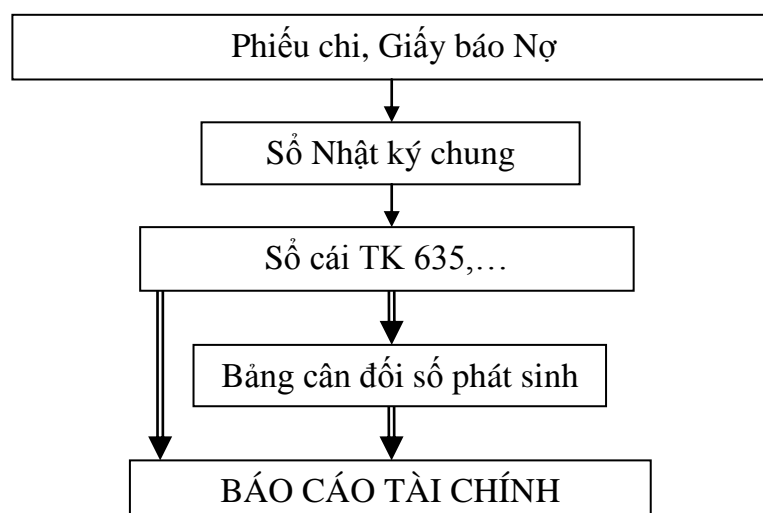 Phiếu chi, Giấy báo Nợ
Sổ Nhật ký chung
Sổ cái TK 635,…
Bảng cân đối số phát sinh
BÁO CÁO TÀI CHÍNH